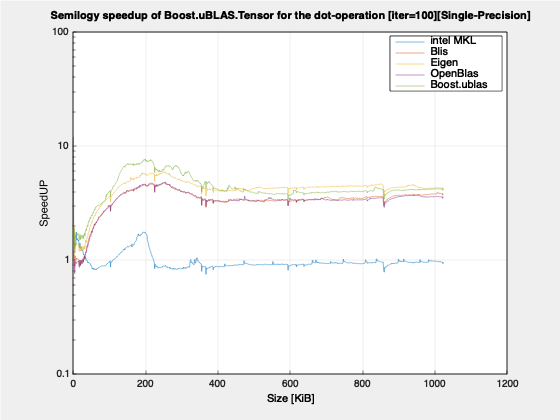 Semilogy speedup of Boost.uBLAS.Tensor for the dot-operation [iter=100][Single-Precision]
100
intel MKL
Blis
Eigen
OpenBlas
Boost.ublas
10
SpeedUP
1
0.1
0 200 400 600 800 1000 1200
Size [KiB]